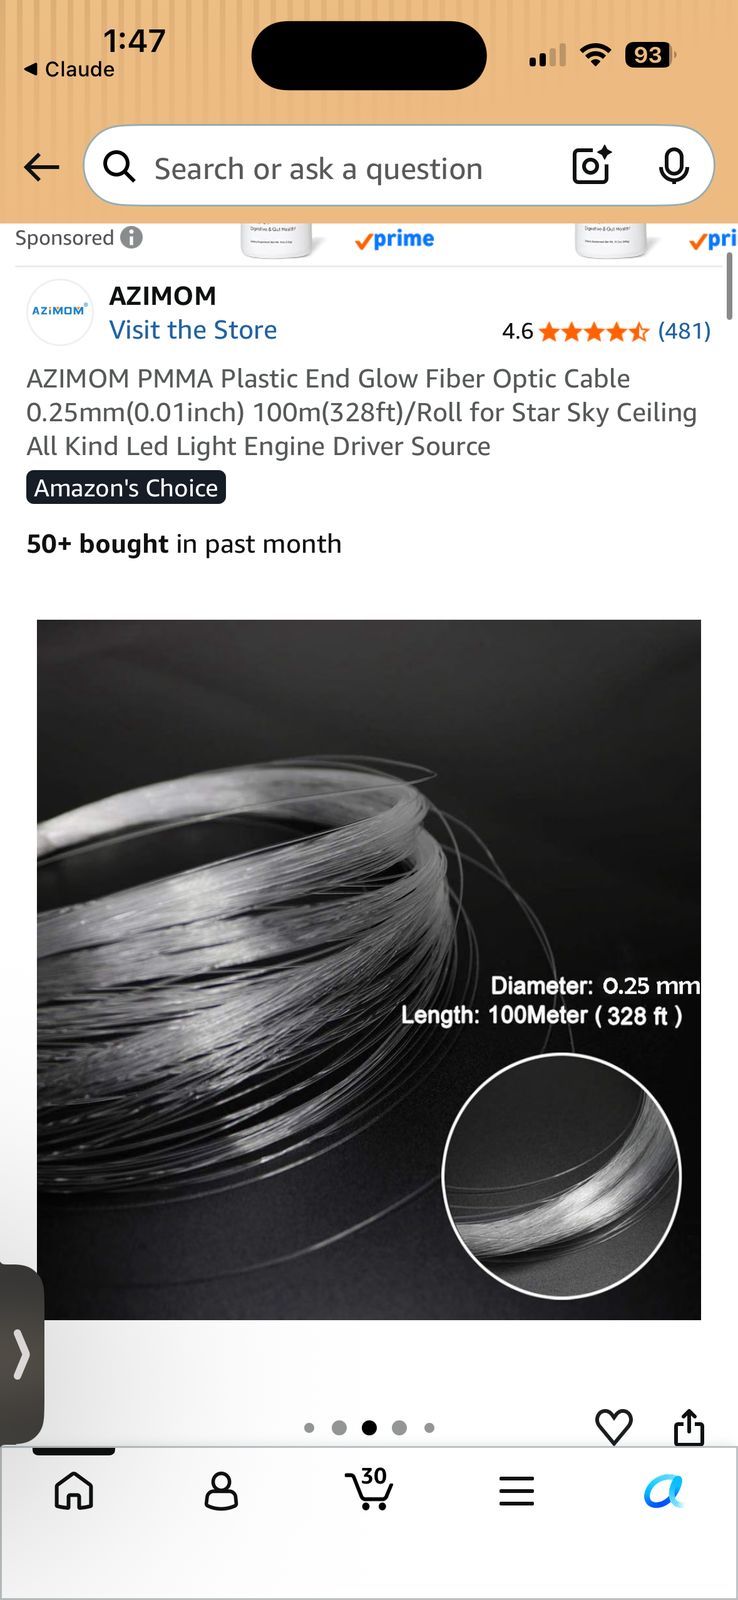 1:47
93
◀ Claude
Search or ask a question
Sponsored
prime
AZIMOM
AZiMOM®
Visit the Store
4.6
(481)
AZIMOM PMMA Plastic End Glow Fiber Optic Cable
0.25mm(0.01inch) 100m(328ft)/Roll for Star Sky Ceiling
All Kind Led Light Engine Driver Source
Amazon's Choice
50+ bought in past month
Diameter: 0.25 mm
Length: 100Meter ( 328 ft )
30